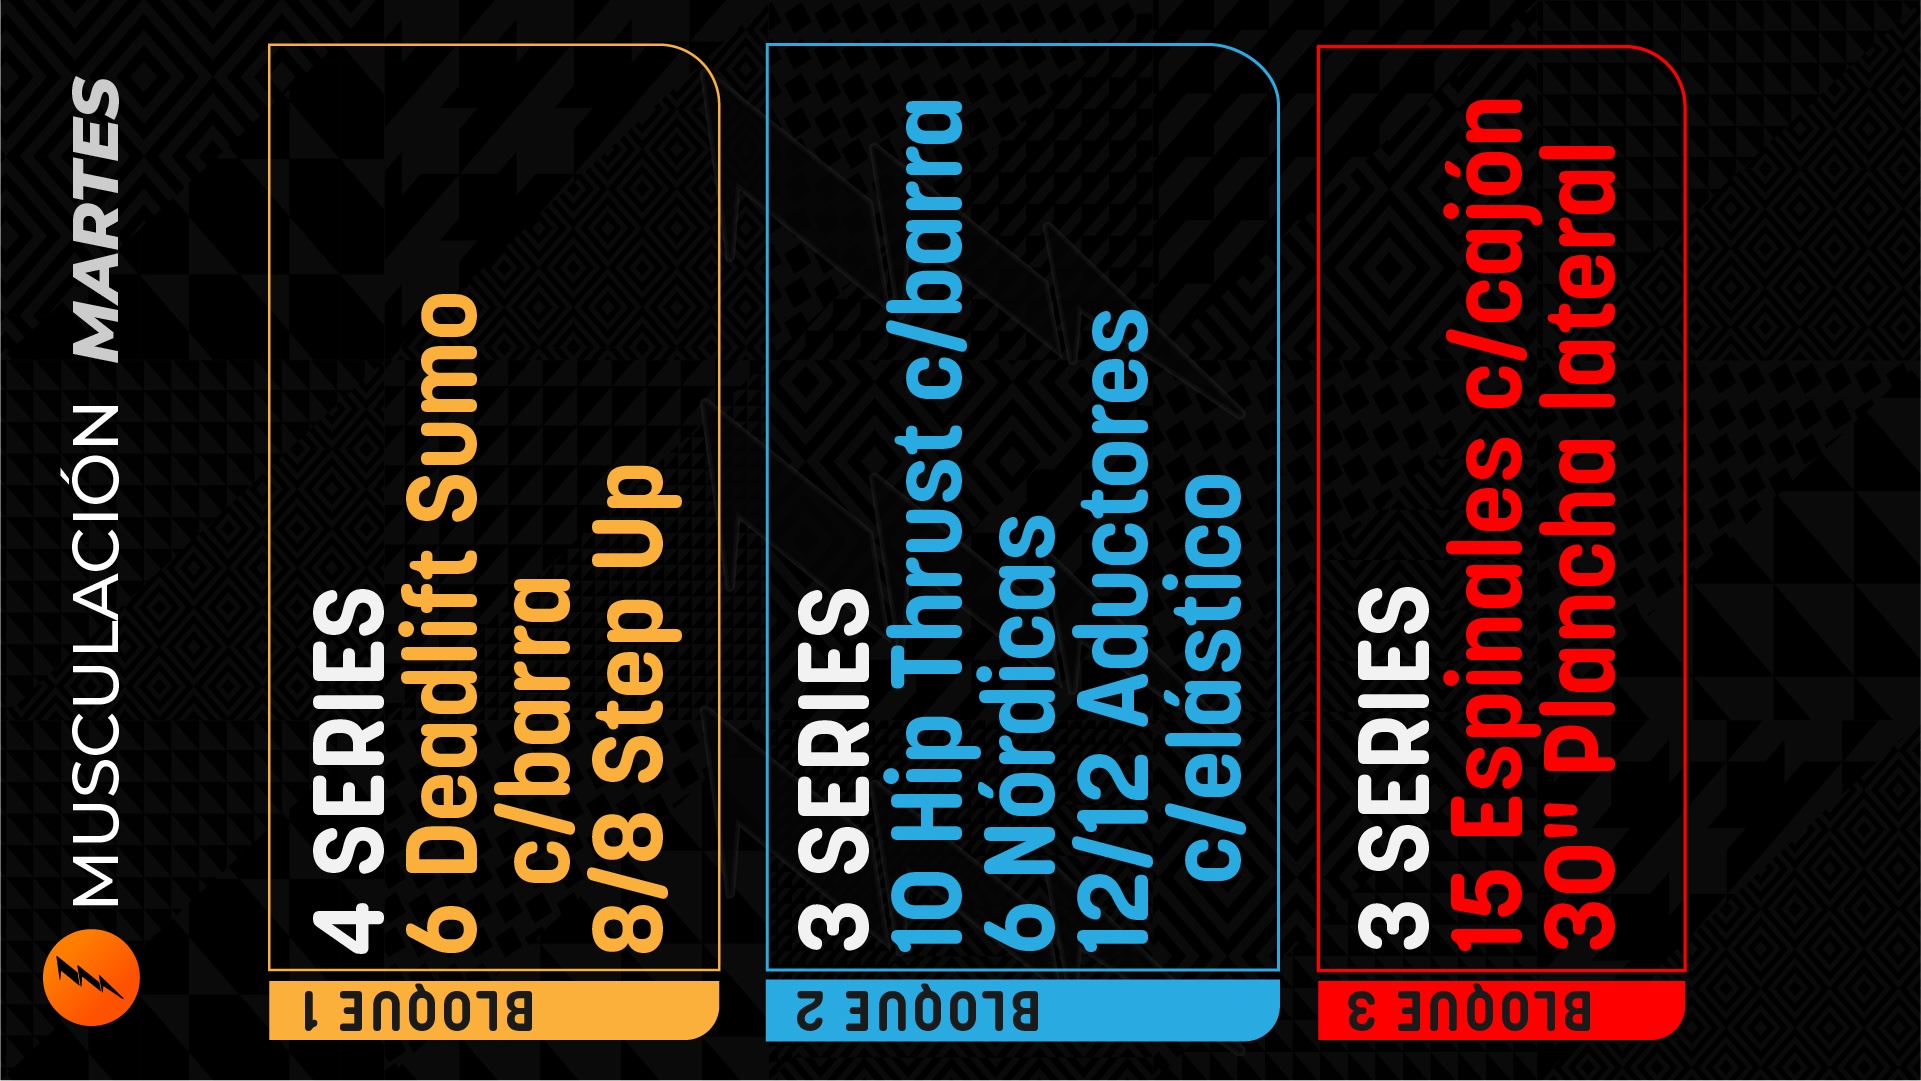 MUSCULACIÓN MARTES
BLOQUE 1
4 SERIES
6 Deadlift Sumo
c/barra
8/8 Step Up
BLOQUE 2
3 SERIES
10 Hip Thrust c/barra
6 Nórdicas
12/12 Aductores
c/elástico
BLOQUE 3
3 SERIES
15 Espinales c/cajón
30" Plancha lateral